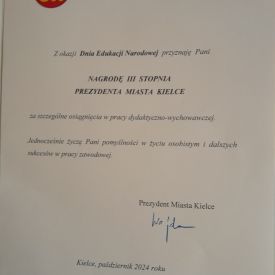 Z okazji Dnia Edukacji Narodowej przyznaję Pani
NAGRODĘ III STOPNIA
PREZYDENTA MIASTA KIELCE
za szczególne osiągnięcia w pracy dydaktyczno-wychowawczej.
Jednocześnie życzę Pani pomyślności w życiu osobistym i dalszych
sukcesów w pracy zawodowej.
Prezydent Miasta Kielce
Kielce, październik 2024 roku